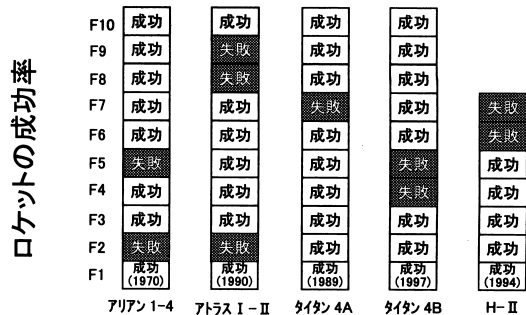 ロケットの成功率
F10 成功 成功 成功 成功
F9 成功 失敗 成功 成功
F8 成功 失敗 成功 成功
F7 成功 成功 失敗 成功 失敗
F6 成功 成功 成功 成功 失敗
F5 失敗 成功 成功 失敗 成功
F4 成功 成功 成功 失敗 成功
F3 成功 成功 成功 成功 成功
F2 失敗 失敗 成功 成功 成功
F1 成功 成功 成功 成功 成功
(1970) (1990) (1989) (1997) (1994)
アリアン 1-4 アトラス I-II タイタン 4A タイタン 4B H-II